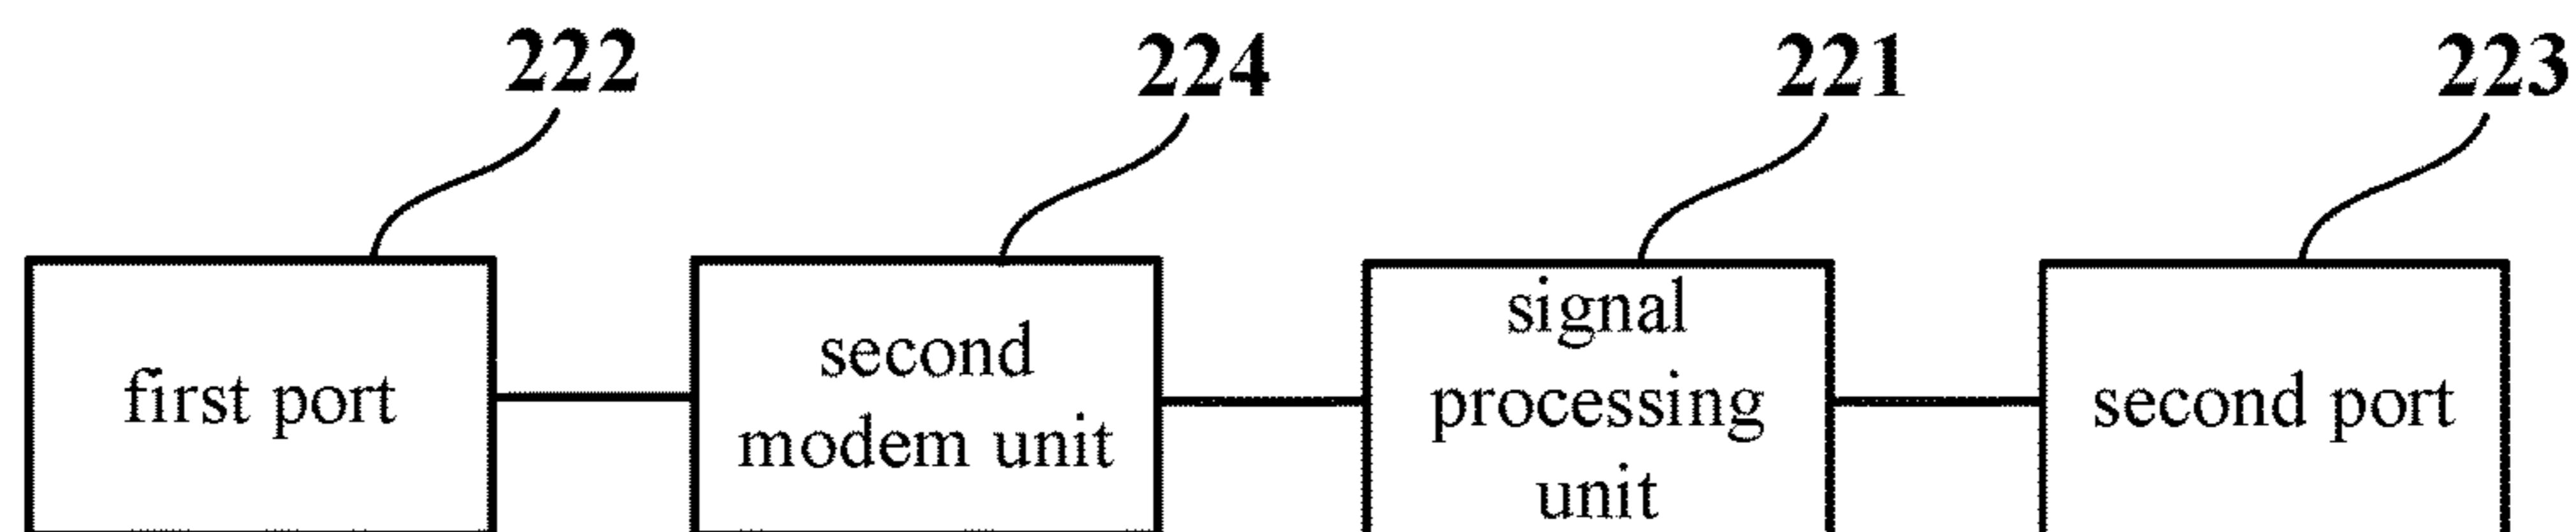 222 224 221 223
first port
second
modem unit
signal
processing
unit
second port